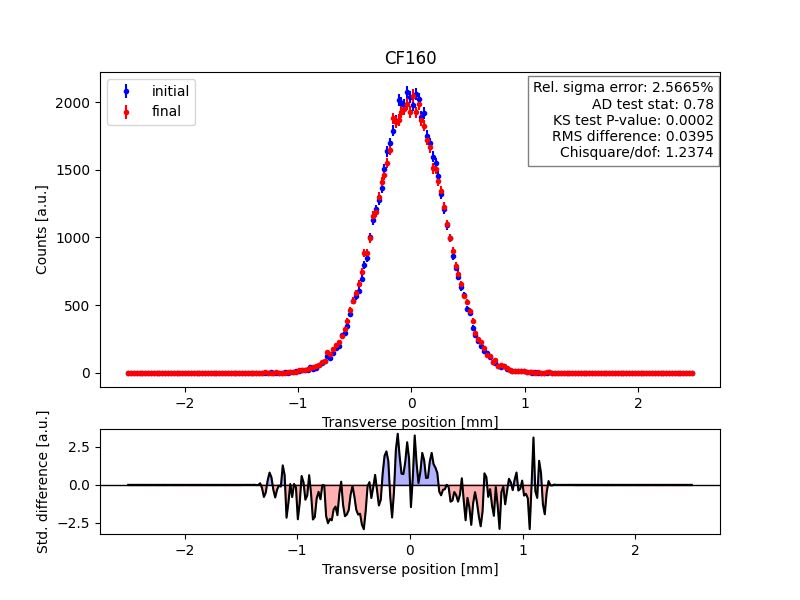 CF160
initial
final
Rel. sigma error: 2.5665%
AD test stat: 0.78
KS test P-value: 0.0002
RMS difference: 0.0395
Chisquare/dof: 1.2374
Counts [a.u.]
2000
1500
1000
500
0
−2
−1
0
1
2
Transverse position [mm]
Std. difference [a.u.]
2.5
0.0
−2.5
−2
−1
0
1
2
Transverse position [mm]